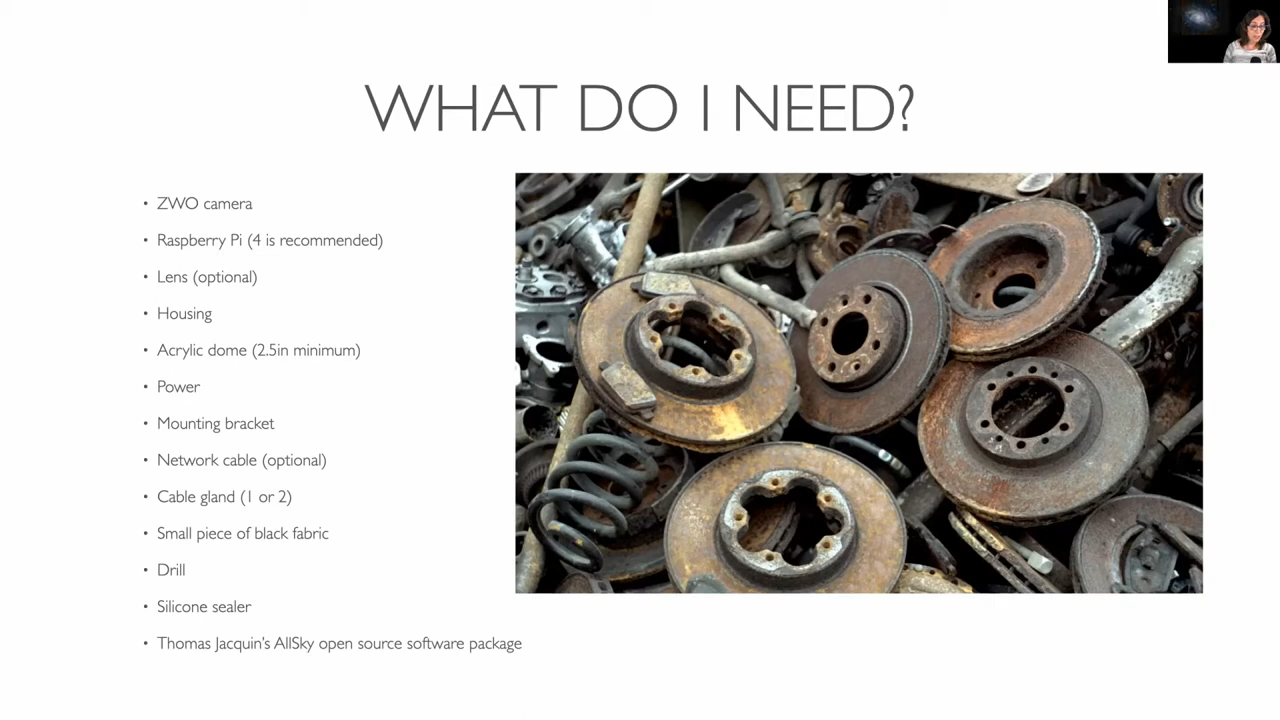 WHAT DO I NEED?
• ZWO camera
• Raspberry Pi (4 is recommended)
• Lens (optional)
• Housing
• Acrylic dome (2.5in minimum)
• Power
• Mounting bracket
• Network cable (optional)
• Cable gland (1 or 2)
• Small piece of black fabric
• Drill
• Silicone sealer
• Thomas Jacquin's AllSky open source software package